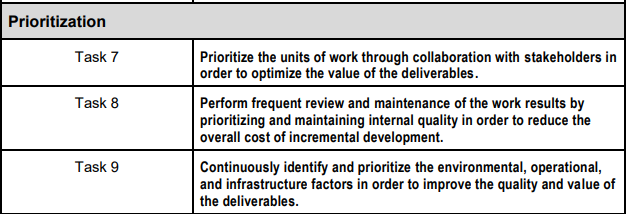 Prioritization
Task 7
Prioritize the units of work through collaboration with stakeholders in
order to optimize the value of the deliverables.
Task 8
Perform frequent review and maintenance of the work results by
prioritizing and maintaining internal quality in order to reduce the
overall cost of incremental development.
Task 9
Continuously identify and prioritize the environmental, operational,
and infrastructure factors in order to improve the quality and value of
the deliverables.